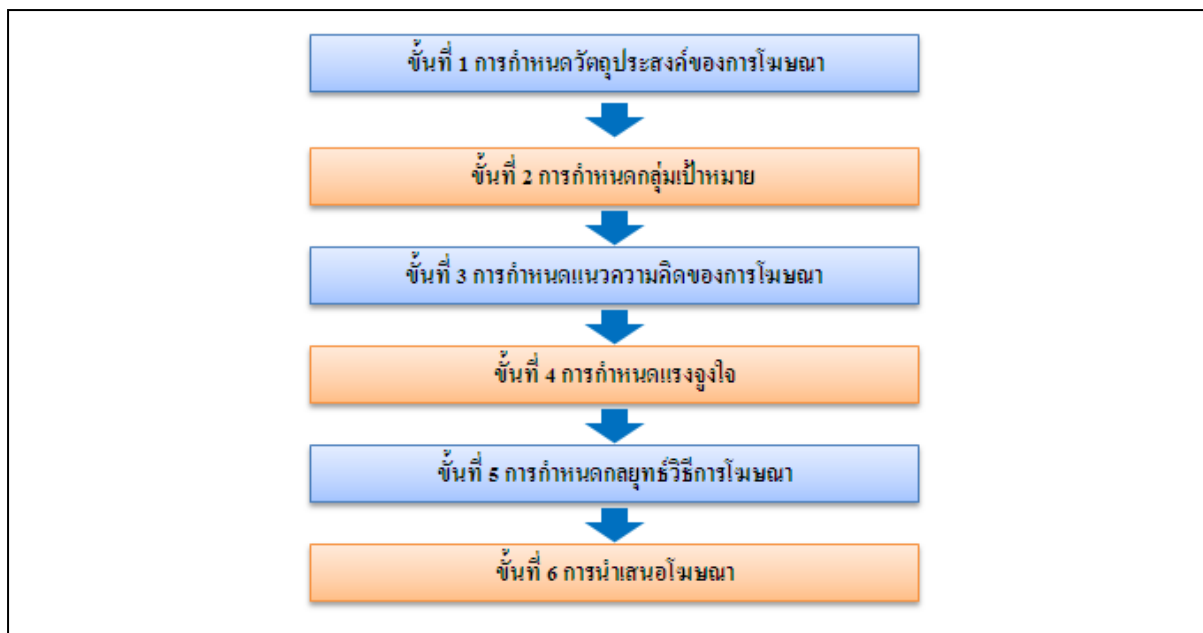 ขั้นที่ 1 การกำหนดวัตถุประสงค์ของการโฆษณา
ขั้นที่ 2 การกำหนดกลุ่มเป้าหมาย
ขั้นที่ 3 การกำหนดแนวความคิดของการโฆษณา
ขั้นที่ 4 การกำหนดแรงจูงใจ
ขั้นที่ 5 การกำหนดกลยุทธ์วิธีการโฆษณา
ขั้นที่ 6 การนำเสนอโฆษณา